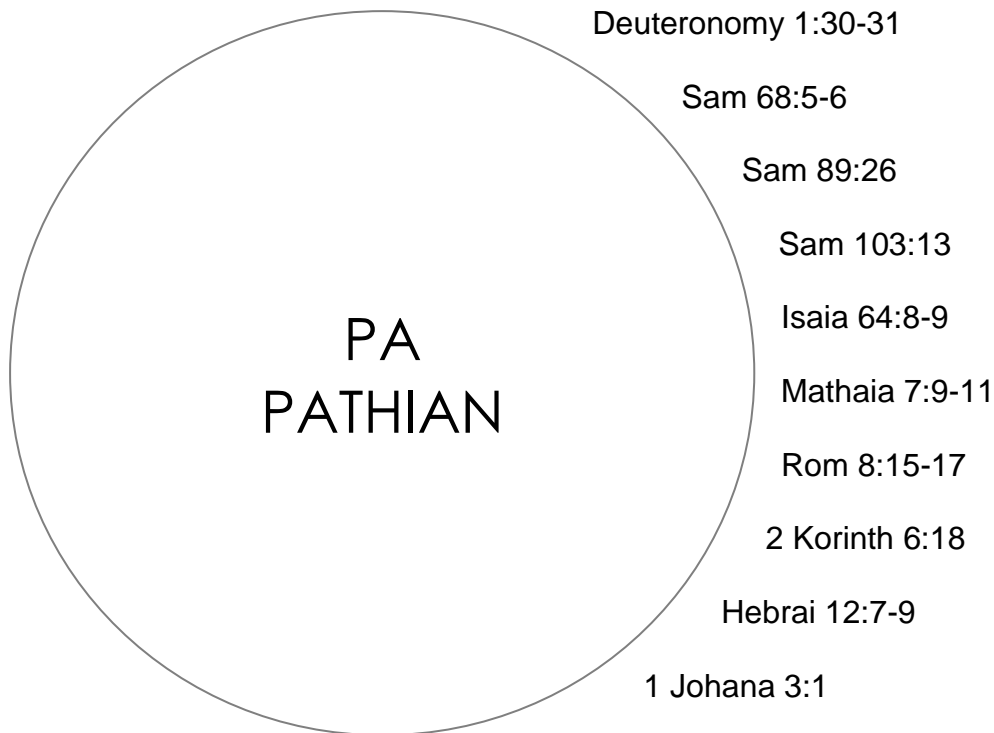 Deuteronomy 1:30-31
Sam 68:5-6
Sam 89:26
Sam 103:13
Isaia 64:8-9
PA
PATHIAN
Mathaia 7:9-11
Rom 8:15-17
2 Korinth 6:18
Hebrai 12:7-9
1 Johana 3:1